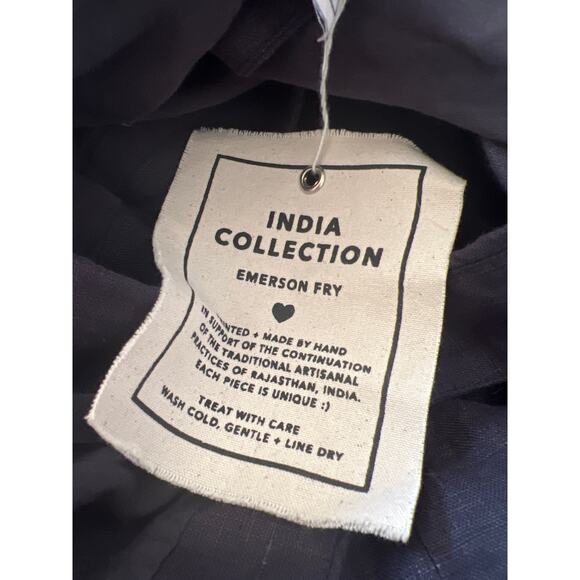 INDIA
COLLECTION
EMERSON FRY
PRINTED + MADE BY HAND
IN SUPPORT OF THE CONTINUATION
OF THE TRADITIONAL ARTISANAL
PRACTICES OF RAJASTHAN, INDIA.
EACH PIECE IS UNIQUE :)
TREAT WITH CARE
WASH COLD, GENTLE + LINE DRY